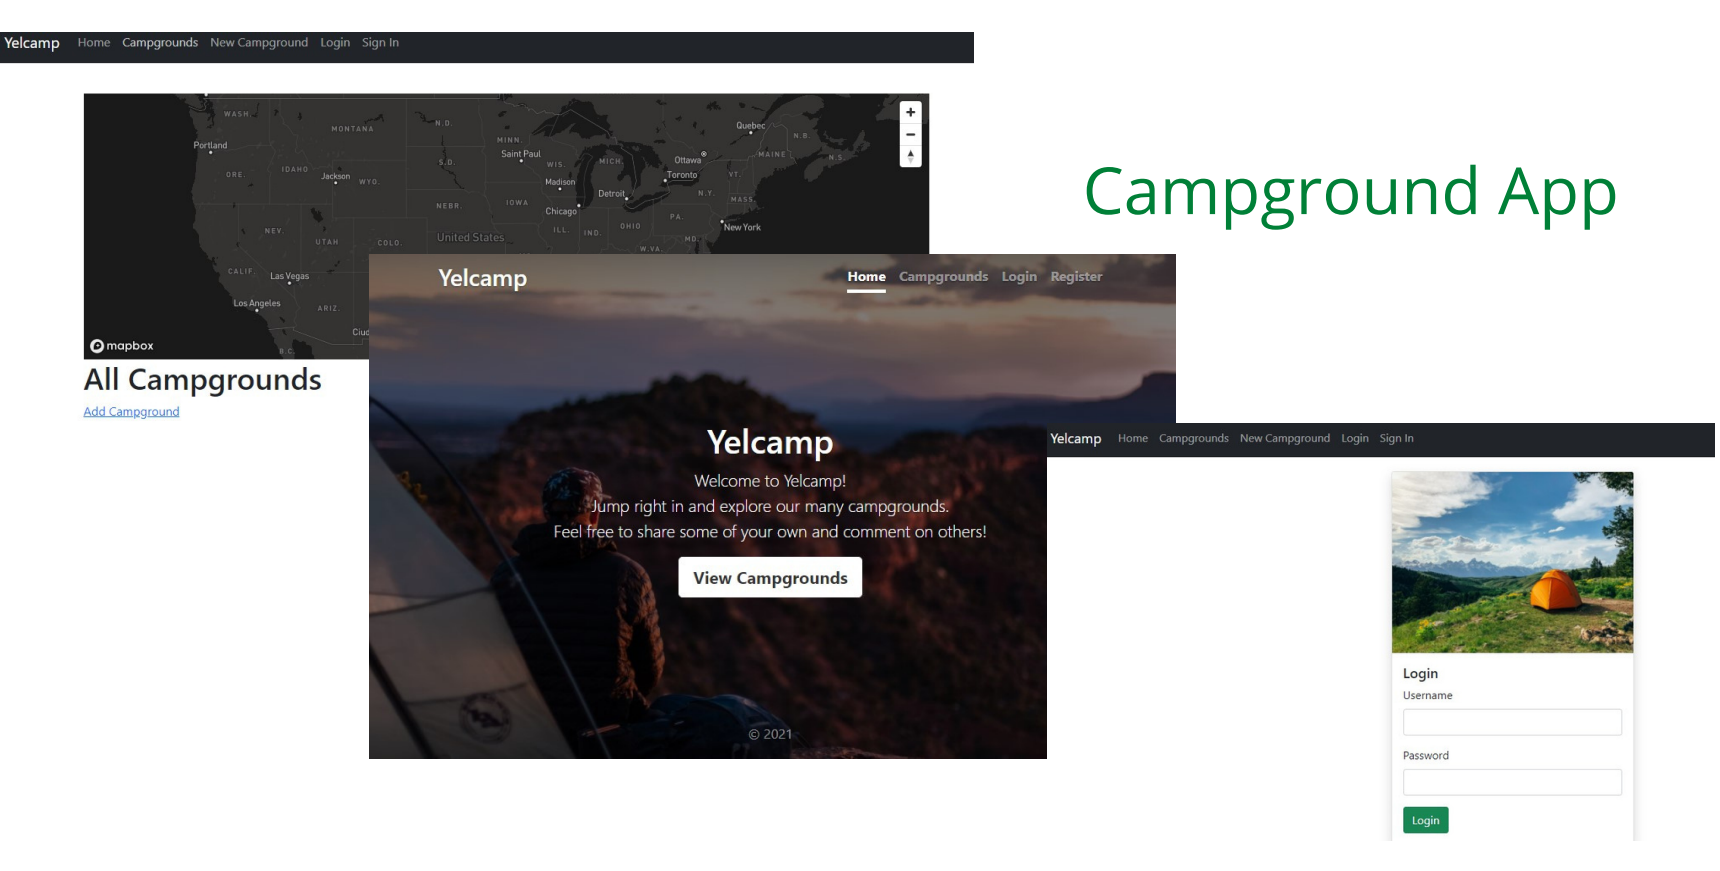 Yelcamp Home Campgrounds New Campground Login Sign In
WASH.
MONTANA
N.D.
MINN.
Quebec
N.B.
Portland
Saint Paul
WIS.
MICH.
Ottawa
MAINE
N.S.
ORE.
IDAHO
Jackson
WYO.
S.D.
Madison
Toronto
VT.
Detroit
N.Y.
MASS.
NEBR.
IOWA
Chicago
PA.
NEV.
UTAH
COLO.
United States
ILL.
IND.
OHIO
MD.
New York
W.VA.
CALIF.
Las Vegas
Los Angeles
ARIZ.
Ciud
B.C.
mapbox
All Campgrounds
Add Campground
Campground App
Yelcamp Home Campgrounds Login Register
Yelcamp
Welcome to Yelcamp!
Jump right in and explore our many campgrounds.
Feel free to share some of your own and comment on others!
View Campgrounds
© 2021
Yelcamp Home Campgrounds New Campground Login Sign In
Login
Username
Password
Login